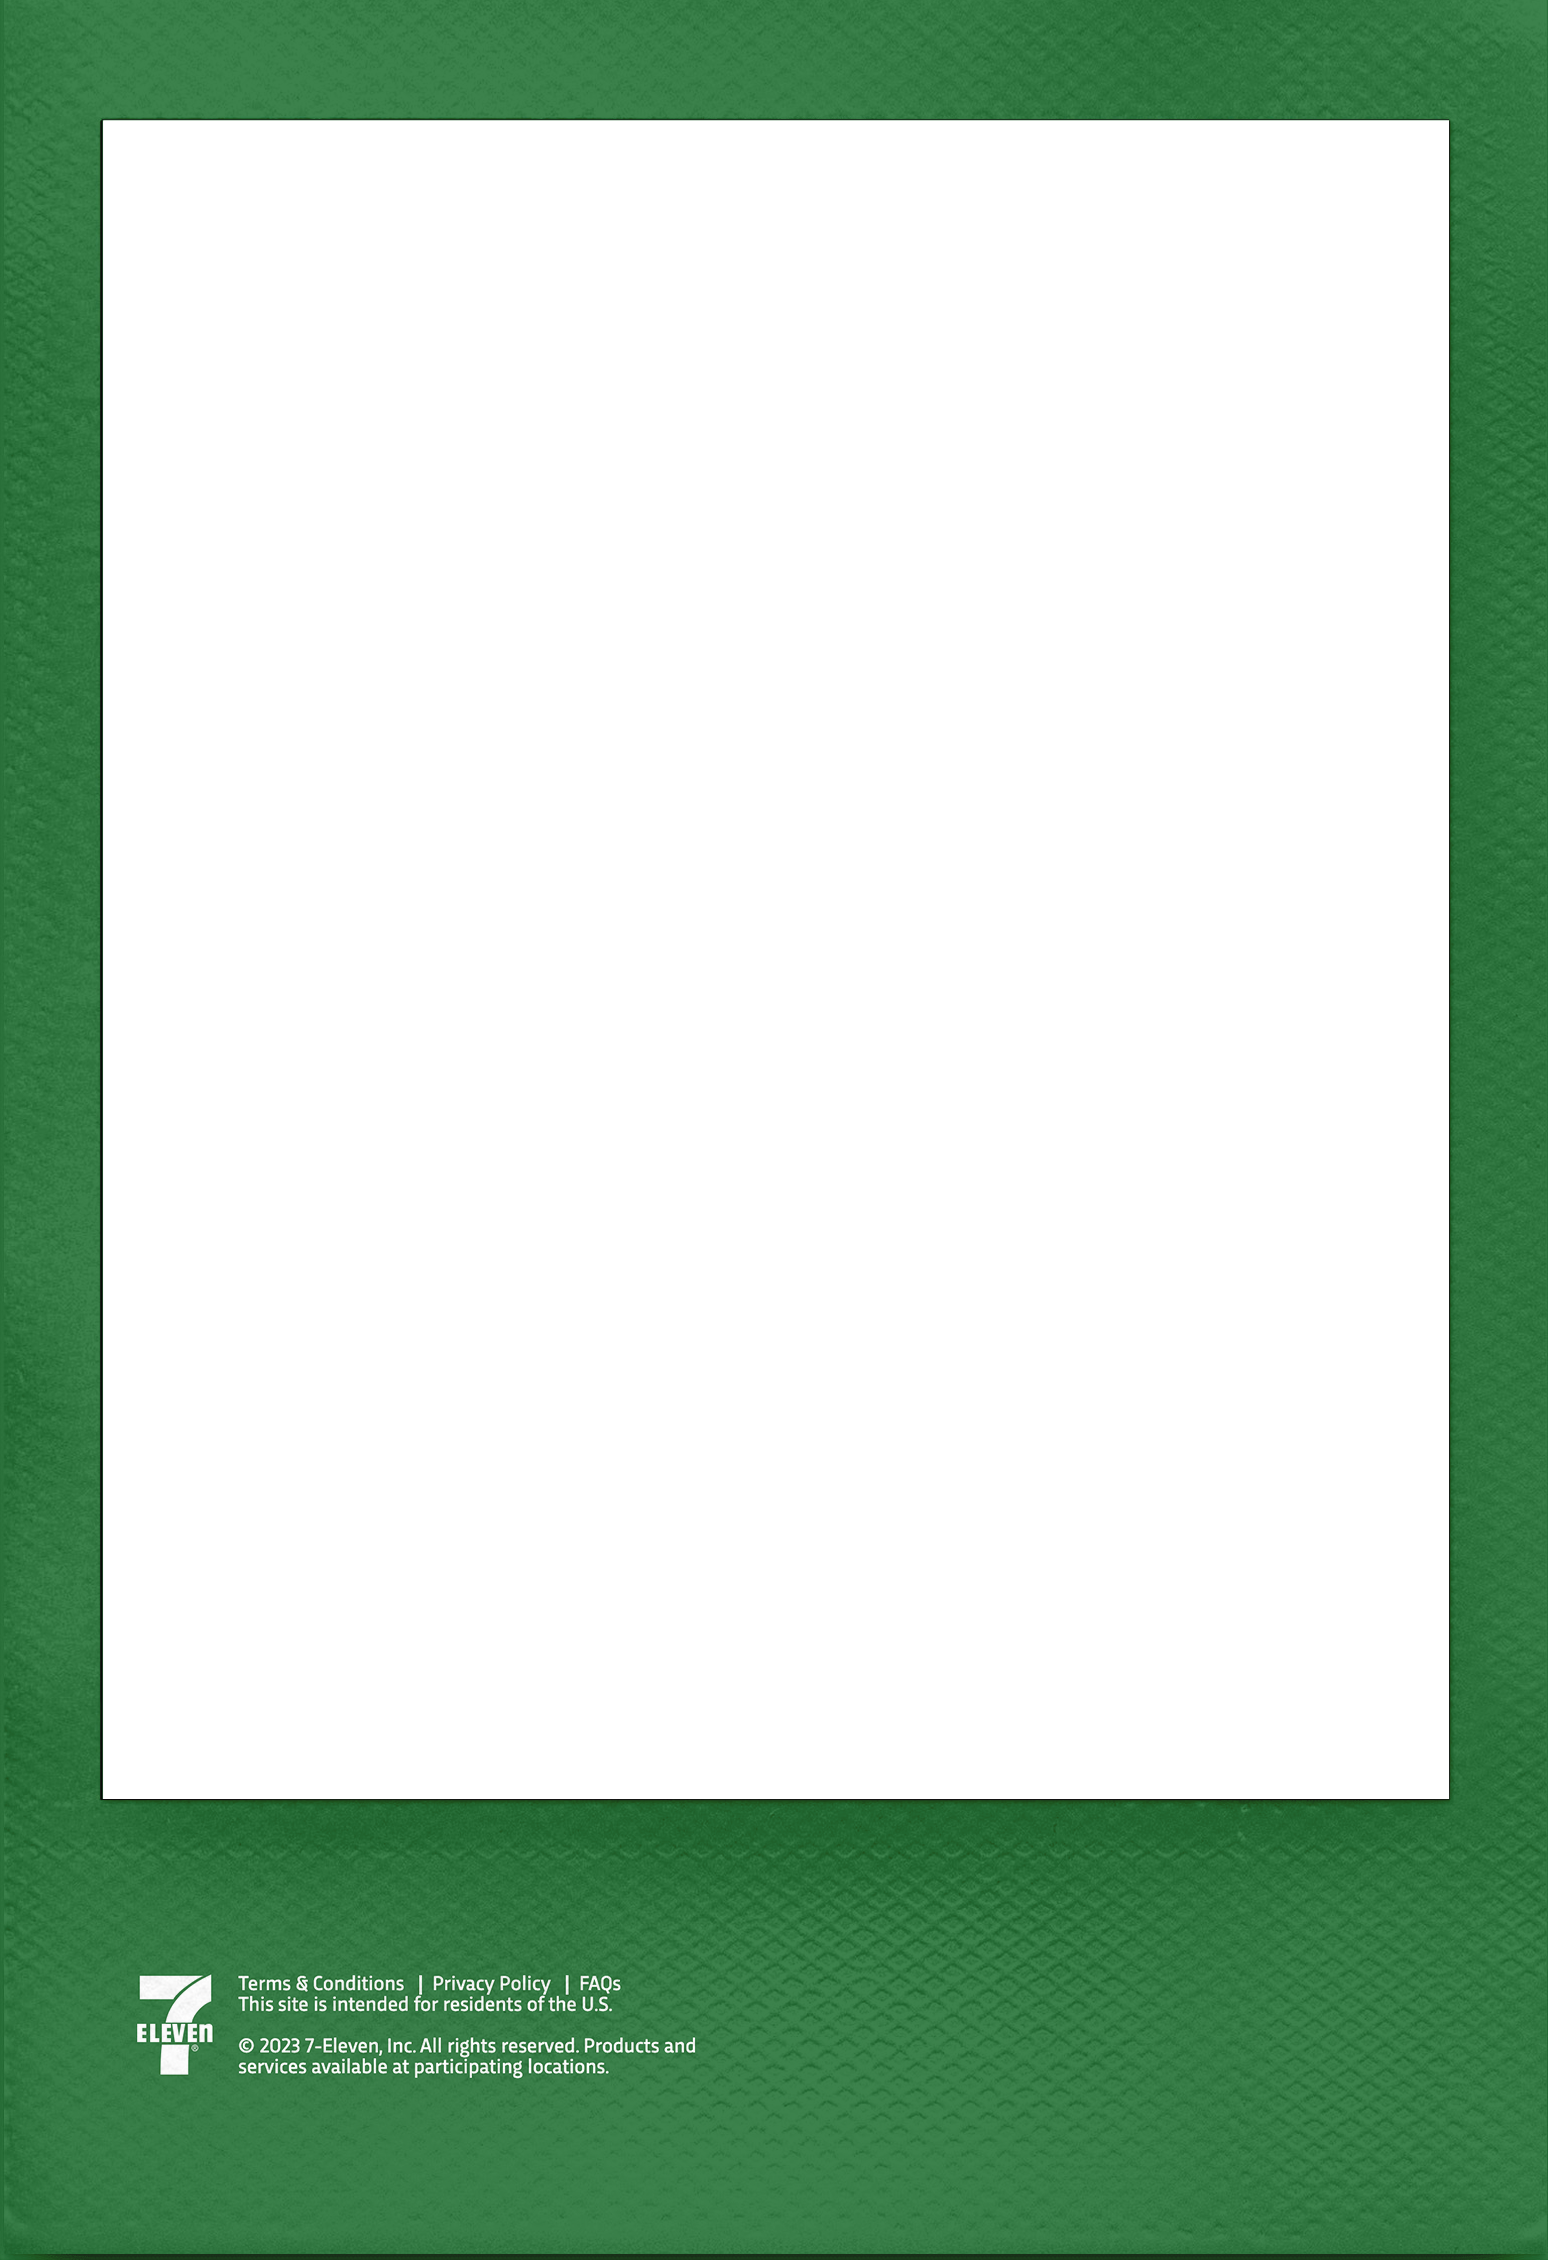 7
ELEVEN
®
Terms & Conditions | Privacy Policy | FAQs
This site is intended for residents of the U.S.
© 2023 7-Eleven, Inc. All rights reserved. Products and
services available at participating locations.